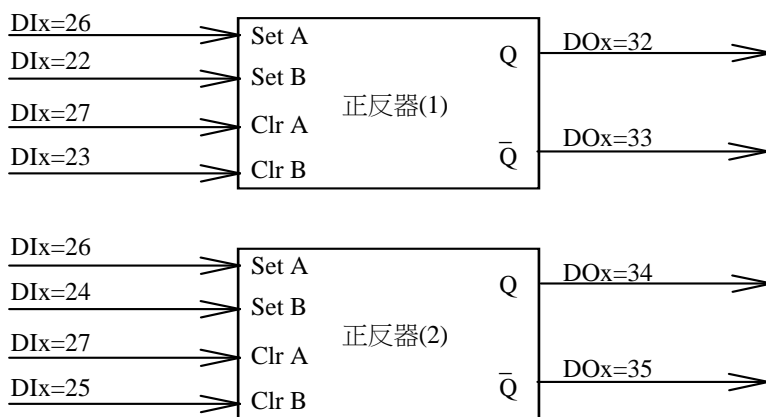 DIx=26
Set A
DIx=22
Set B
DIx=27
Clr A
DIx=23
Clr B
正反器(1)
Q
DOx=32
Q̅
DOx=33
DIx=26
Set A
DIx=24
Set B
DIx=27
Clr A
DIx=25
Clr B
正反器(2)
Q
DOx=34
Q̅
DOx=35